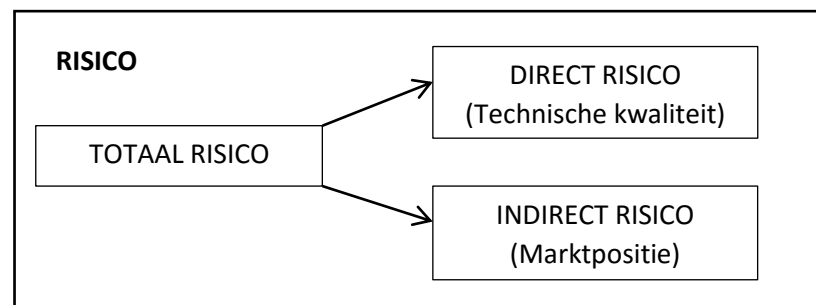 RISICO
TOTAAL RISICO
DIRECT RISICO
(Technische kwaliteit)
INDIRECT RISICO
(Marktpositie)